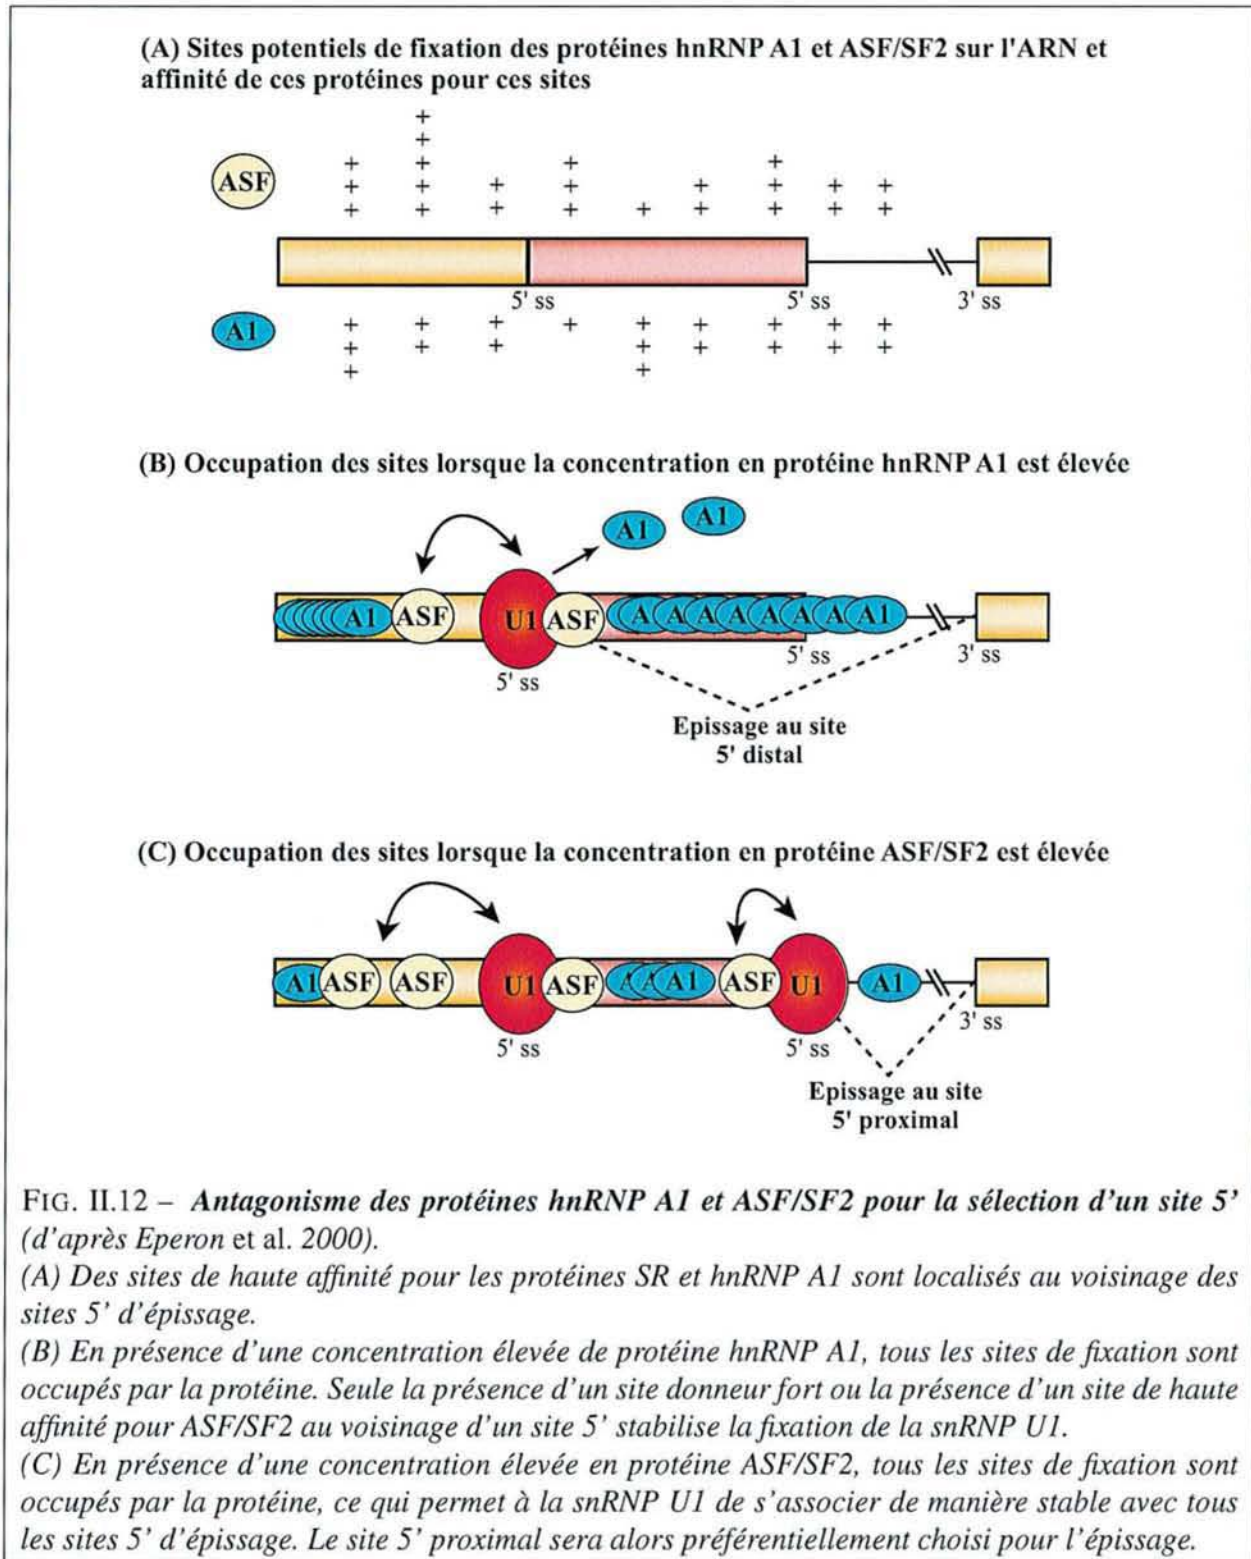 (A) Sites potentiels de fixation des protéines hnRNP A1 et ASF/SF2 sur l'ARN et
affinité de ces protéines pour ces sites
+
+
+ + +
ASF + + + + + + + +
+ + + + + + + + +
5' ss 5' ss 3' ss
A1 + + + + + + + + +
+ + + + + + + +
+ +
(B) Occupation des sites lorsque la concentration en protéine hnRNP A1 est élevée
A1 A1
A1 ASF U1 ASF A A A A A A A A1
5' ss 5' ss 3' ss
Epissage au site
5' distal
(C) Occupation des sites lorsque la concentration en protéine ASF/SF2 est élevée
A1 ASF ASF U1 ASF A A A1 ASF U1 A1
5' ss 5' ss 3' ss
Epissage au site
5' proximal
FIG. II.12 – Antagonisme des protéines hnRNP A1 et ASF/SF2 pour la sélection d'un site 5'
(d'après Eperon et al. 2000).
(A) Des sites de haute affinité pour les protéines SR et hnRNP A1 sont localisés au voisinage des
sites 5' d'épissage.
(B) En présence d'une concentration élevée de protéine hnRNP A1, tous les sites de fixation sont
occupés par la protéine. Seule la présence d'un site donneur fort ou la présence d'un site de haute
affinité pour ASF/SF2 au voisinage d'un site 5' stabilise la fixation de la snRNP U1.
(C) En présence d'une concentration élevée en protéine ASF/SF2, tous les sites de fixation sont
occupés par la protéine, ce qui permet à la snRNP U1 de s'associer de manière stable avec tous
les sites 5' d'épissage. Le site 5' proximal sera alors préférentiellement choisi pour l'épissage.